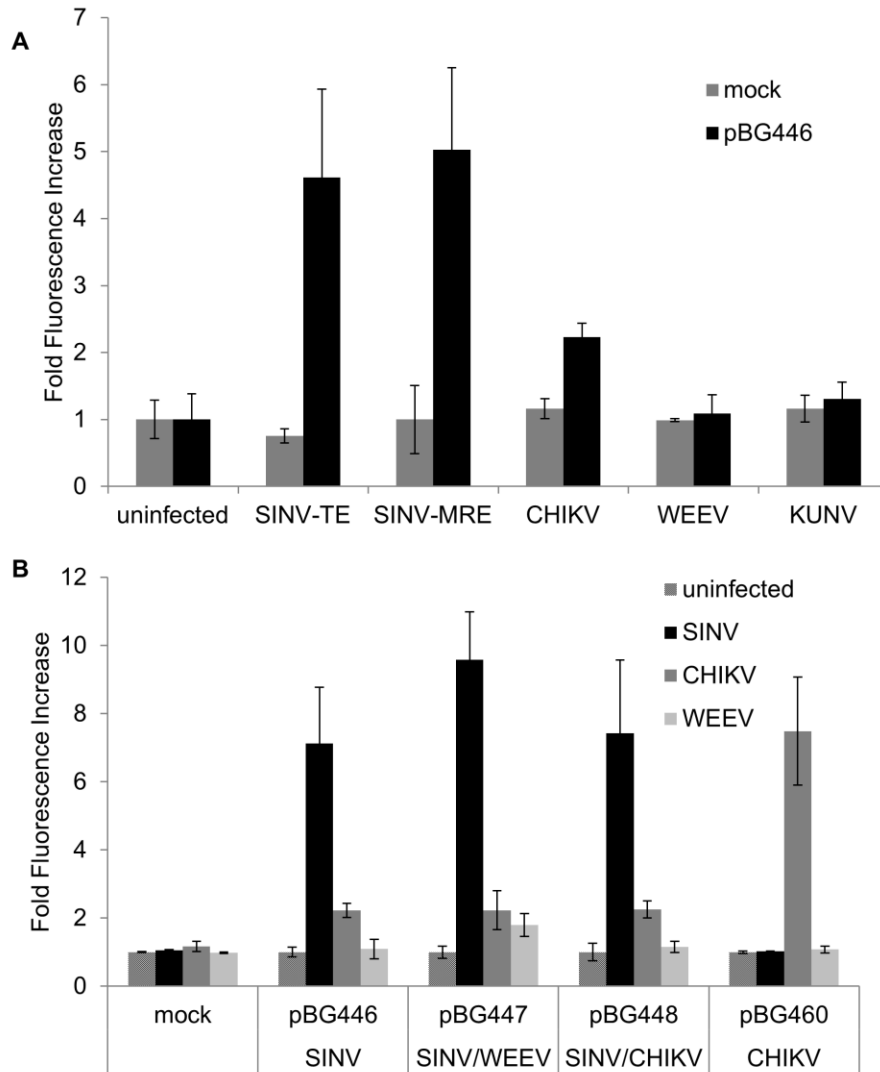 A
Fold Fluorescence Increase
7
6
5
4
3
2
1
0
mock
pBG446
uninfected SINV-TE SINV-MRE CHIKV WEEV KUNV
B
Fold Fluorescence Increase
12
10
8
6
4
2
0
uninfected
SINV
CHIKV
WEEV
mock pBG446 pBG447 pBG448 pBG460
SINV SINV/WEEV SINV/CHIKV CHIKV